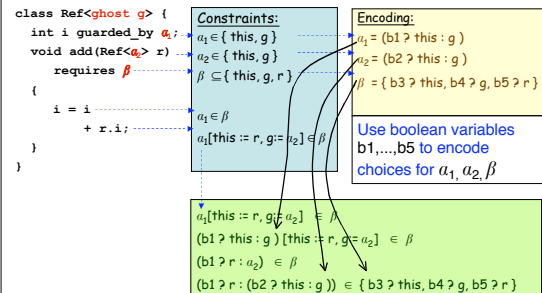 class Ref<ghost g> {
int i guarded_by α₁;
void add(Ref<α₂> r)
requires β
{
i = i
+ r.i;
}
}
Constraints:
α₁ ∈ { this, g }
α₂ ∈ { this, g }
β ⊆ { this, g, r }
α₁ ∈ β
α₁[this := r, g:= α₂] ∈ β
Encoding:
α₁ = (b1 ? this : g )
α₂ = (b2 ? this : g )
β = { b3 ? this, b4 ? g, b5 ? r }
Use boolean variables
b1,...,b5 to encode
choices for α₁, α₂, β
α₁[this := r, g:= α₂] ∈ β
(b1 ? this : g ) [this := r, g:= α₂] ∈ β
(b1 ? r : α₂) ∈ β
(b1 ? r : (b2 ? this : g )) ∈ { b3 ? this, b4 ? g, b5 ? r }